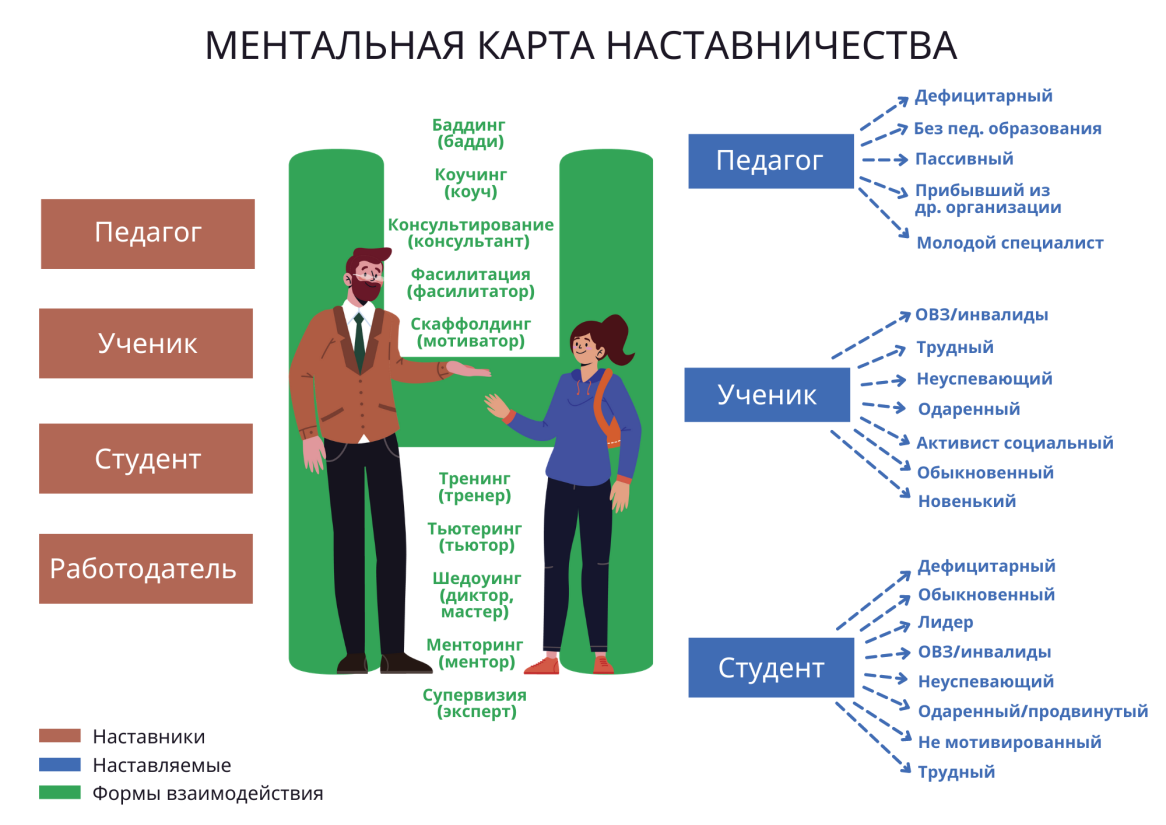 МЕНТАЛЬНАЯ КАРТА НАСТАВНИЧЕСТВА
Педагог
Ученик
Студент
Работодатель
Баддинг
(бадди)
Коучинг
(коуч)
Консультирование
(консультант)
Фасилитация
(фасилитатор)
Скаффолдинг
(мотиватор)
Тренинг
(тренер)
Тьютеринг
(тьютор)
Шедоуинг
(диктор,
мастер)
Менторинг
(ментор)
Супервизия
(эксперт)
Педагог
Дефицитарный
Без пед. образования
Пассивный
Прибывший из
др. организации
Молодой специалист
Ученик
ОВЗ/инвалиды
Трудный
Неуспевающий
Одаренный
Активист социальный
Обыкновенный
Новенький
Студент
Дефицитарный
Обыкновенный
Лидер
ОВЗ/инвалиды
Неуспевающий
Одаренный/продвинутый
Не мотивированный
Трудный
Наставники
Наставляемые
Формы взаимодействия